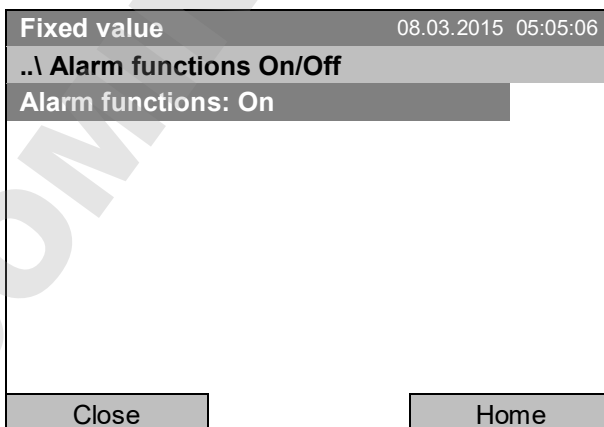 Fixed value 08.03.2015 05:05:06
..\ Alarm functions On/Off
Alarm functions: On
Close Home